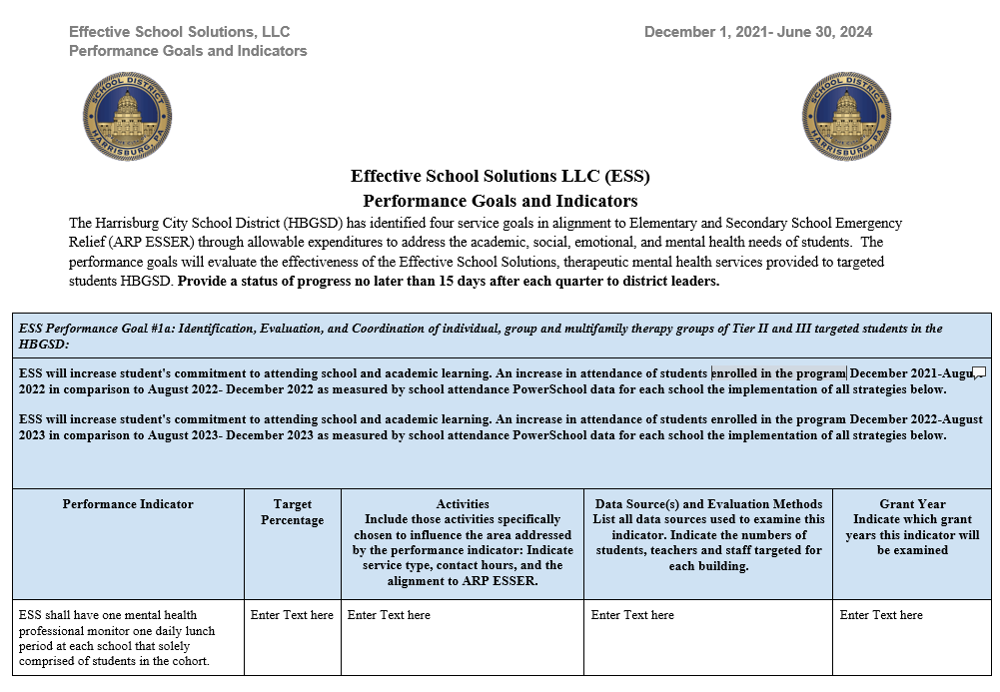 Effective School Solutions, LLC December 1, 2021- June 30, 2024
Performance Goals and Indicators
SCHOOL DISTRICT
HARRISBURG, PA
SCHOOL DISTRICT
HARRISBURG, PA
Effective School Solutions LLC (ESS)
Performance Goals and Indicators
The Harrisburg City School District (HBGSD) has identified four service goals in alignment to Elementary and Secondary School Emergency
Relief (ARP ESSER) through allowable expenditures to address the academic, social, emotional, and mental health needs of students. The
performance goals will evaluate the effectiveness of the Effective School Solutions, therapeutic mental health services provided to targeted
students HBGSD. Provide a status of progress no later than 15 days after each quarter to district leaders.
ESS Performance Goal #1a: Identification, Evaluation, and Coordination of individual, group and multifamily therapy groups of Tier II and III targeted students in the
HBGSD:
ESS will increase student's commitment to attending school and academic learning. An increase in attendance of students enrolled in the program December 2021-Augu
2022 in comparison to August 2022- December 2022 as measured by school attendance PowerSchool data for each school the implementation of all strategies below.
ESS will increase student's commitment to attending school and academic learning. An increase in attendance of students enrolled in the program December 2022-August
2023 in comparison to August 2023- December 2023 as measured by school attendance PowerSchool data for each school the implementation of all strategies below.
Performance Indicator
Target
Percentage
Activities
Include those activities specifically
chosen to influence the area addressed
by the performance indicator: Indicate
service type, contact hours, and the
alignment to ARP ESSER.
Data Source(s) and Evaluation Methods
List all data sources used to examine this
indicator. Indicate the numbers of
students, teachers and staff targeted for
each building.
Grant Year
Indicate which grant
years this indicator will
be examined
ESS shall have one mental health
professional monitor one daily lunch
period at each school that solely
comprised of students in the cohort.
Enter Text here
Enter Text here
Enter Text here
Enter Text here